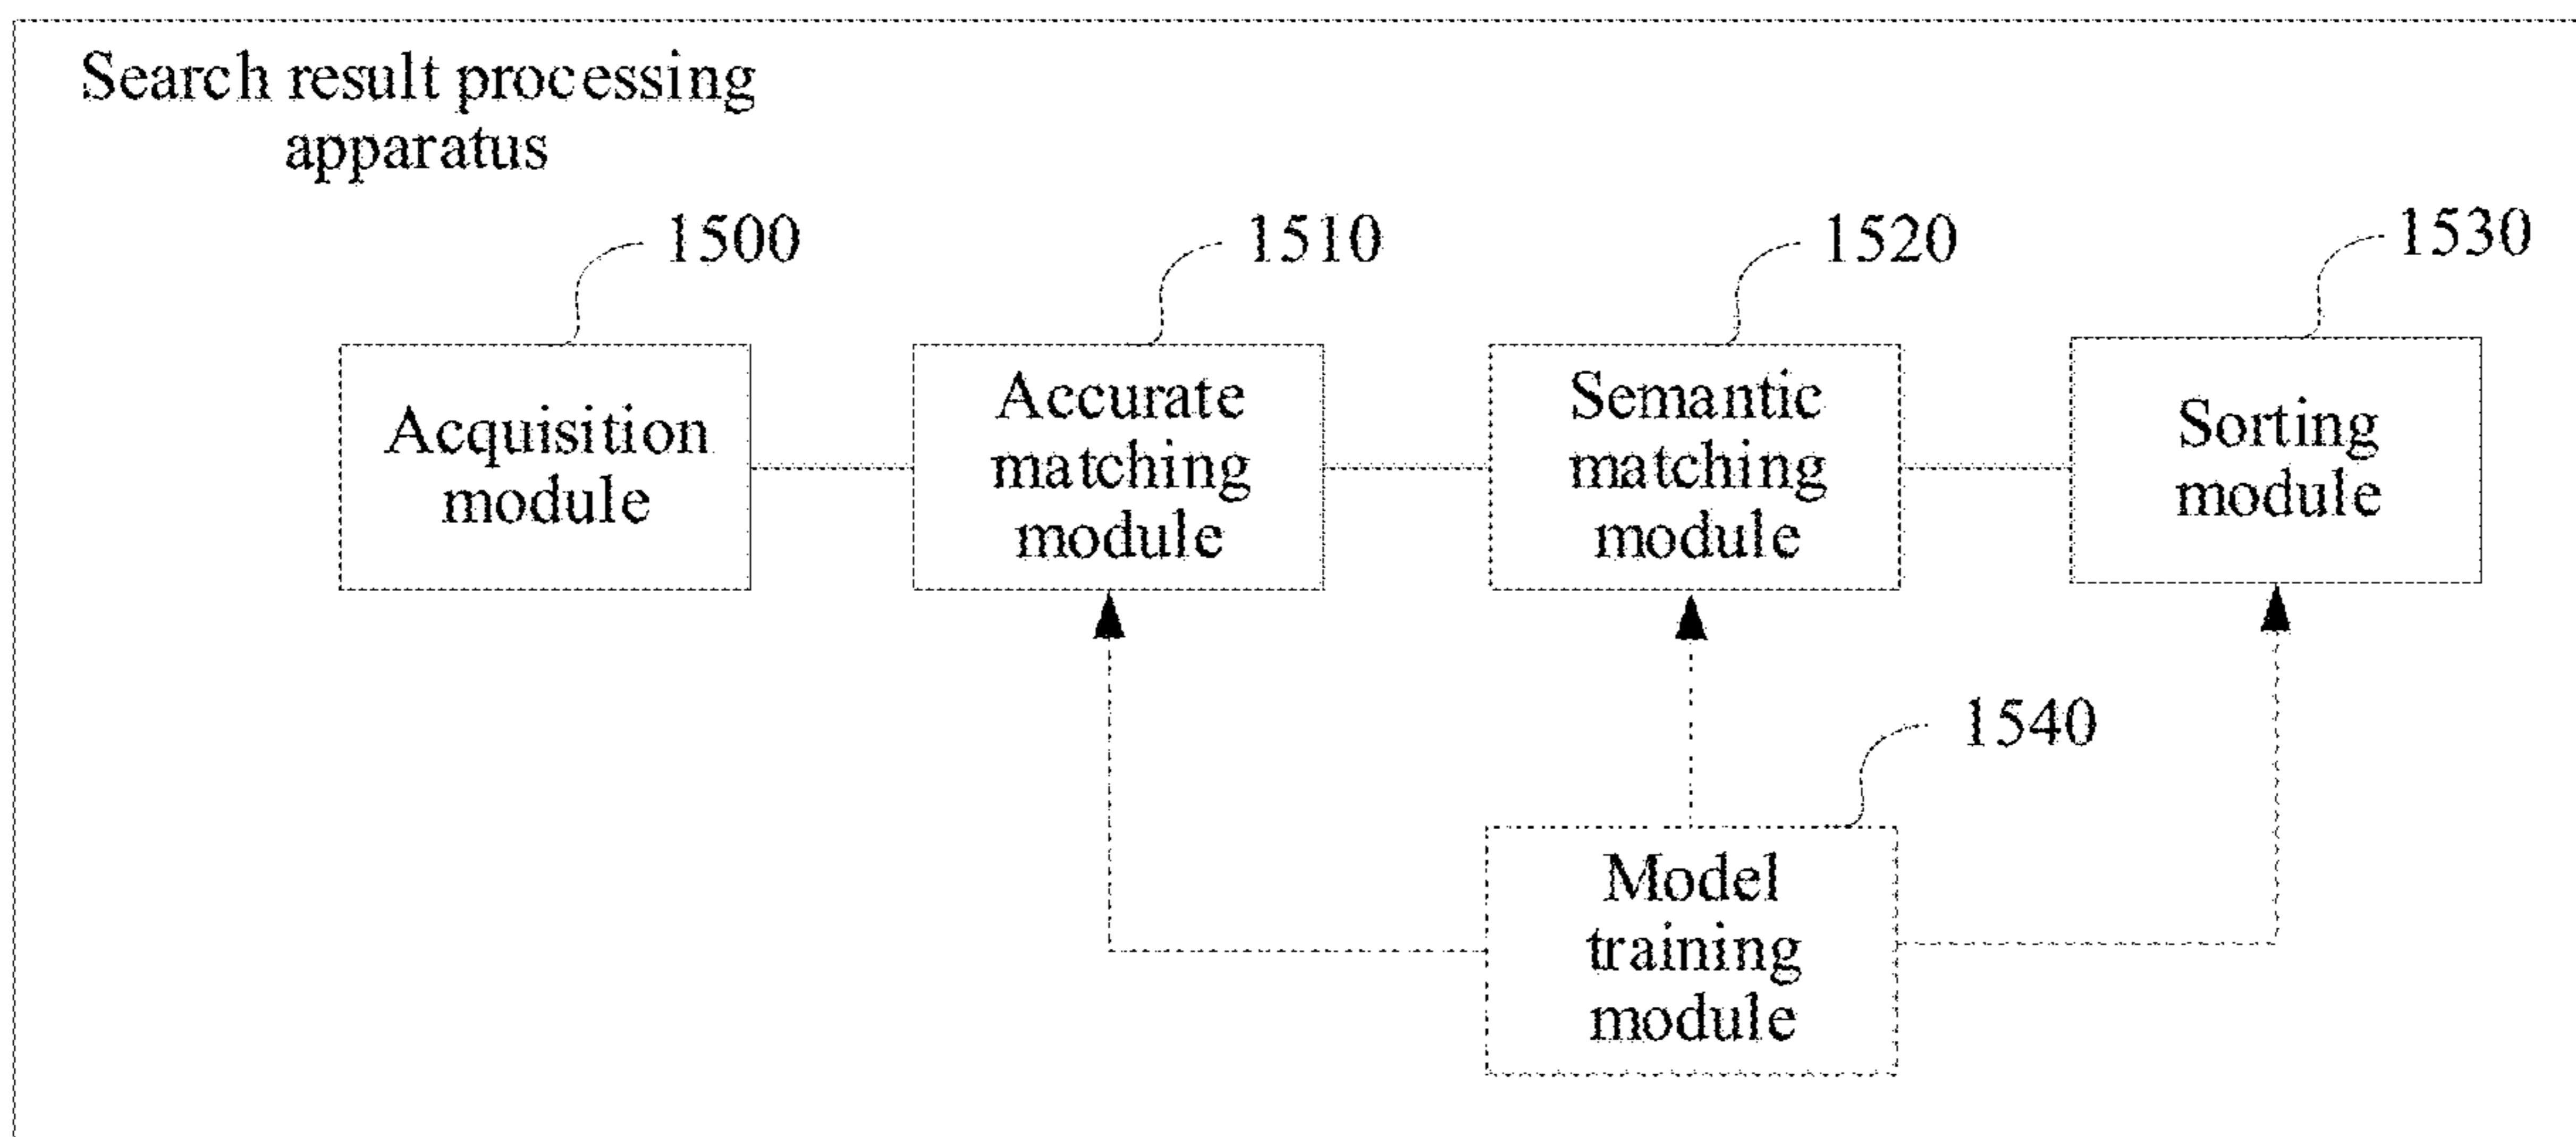 Search result processing
apparatus
1500
1510
1520
1530
Acquisition
module
Accurate
matching
module
Semantic
matching
module
Sorting
module
1540
Model
training
module